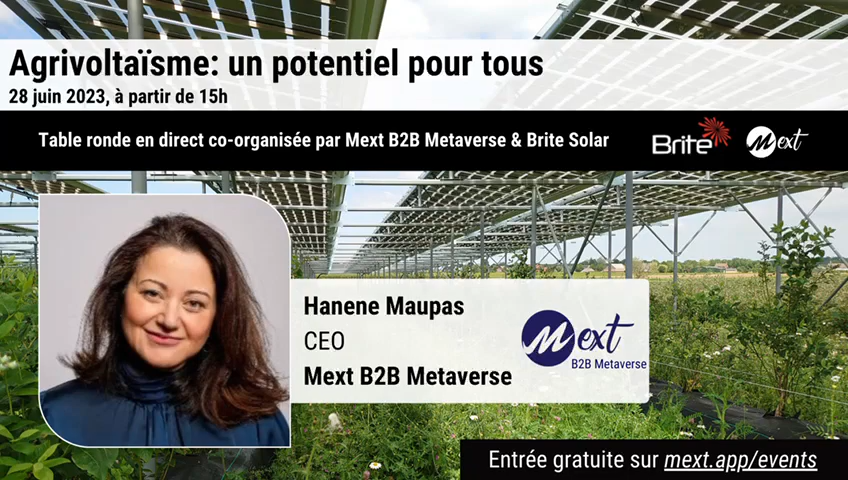 Agrivoltaïsme: un potentiel pour tous
28 juin 2023, à partir de 15h
Table ronde en direct co-organisée par Mext B2B Metaverse & Brite Solar
Brite
Mext
Hanene Maupas
CEO
Mext B2B Metaverse
Mext
B2B Metaverse
Entrée gratuite sur mext.app/events